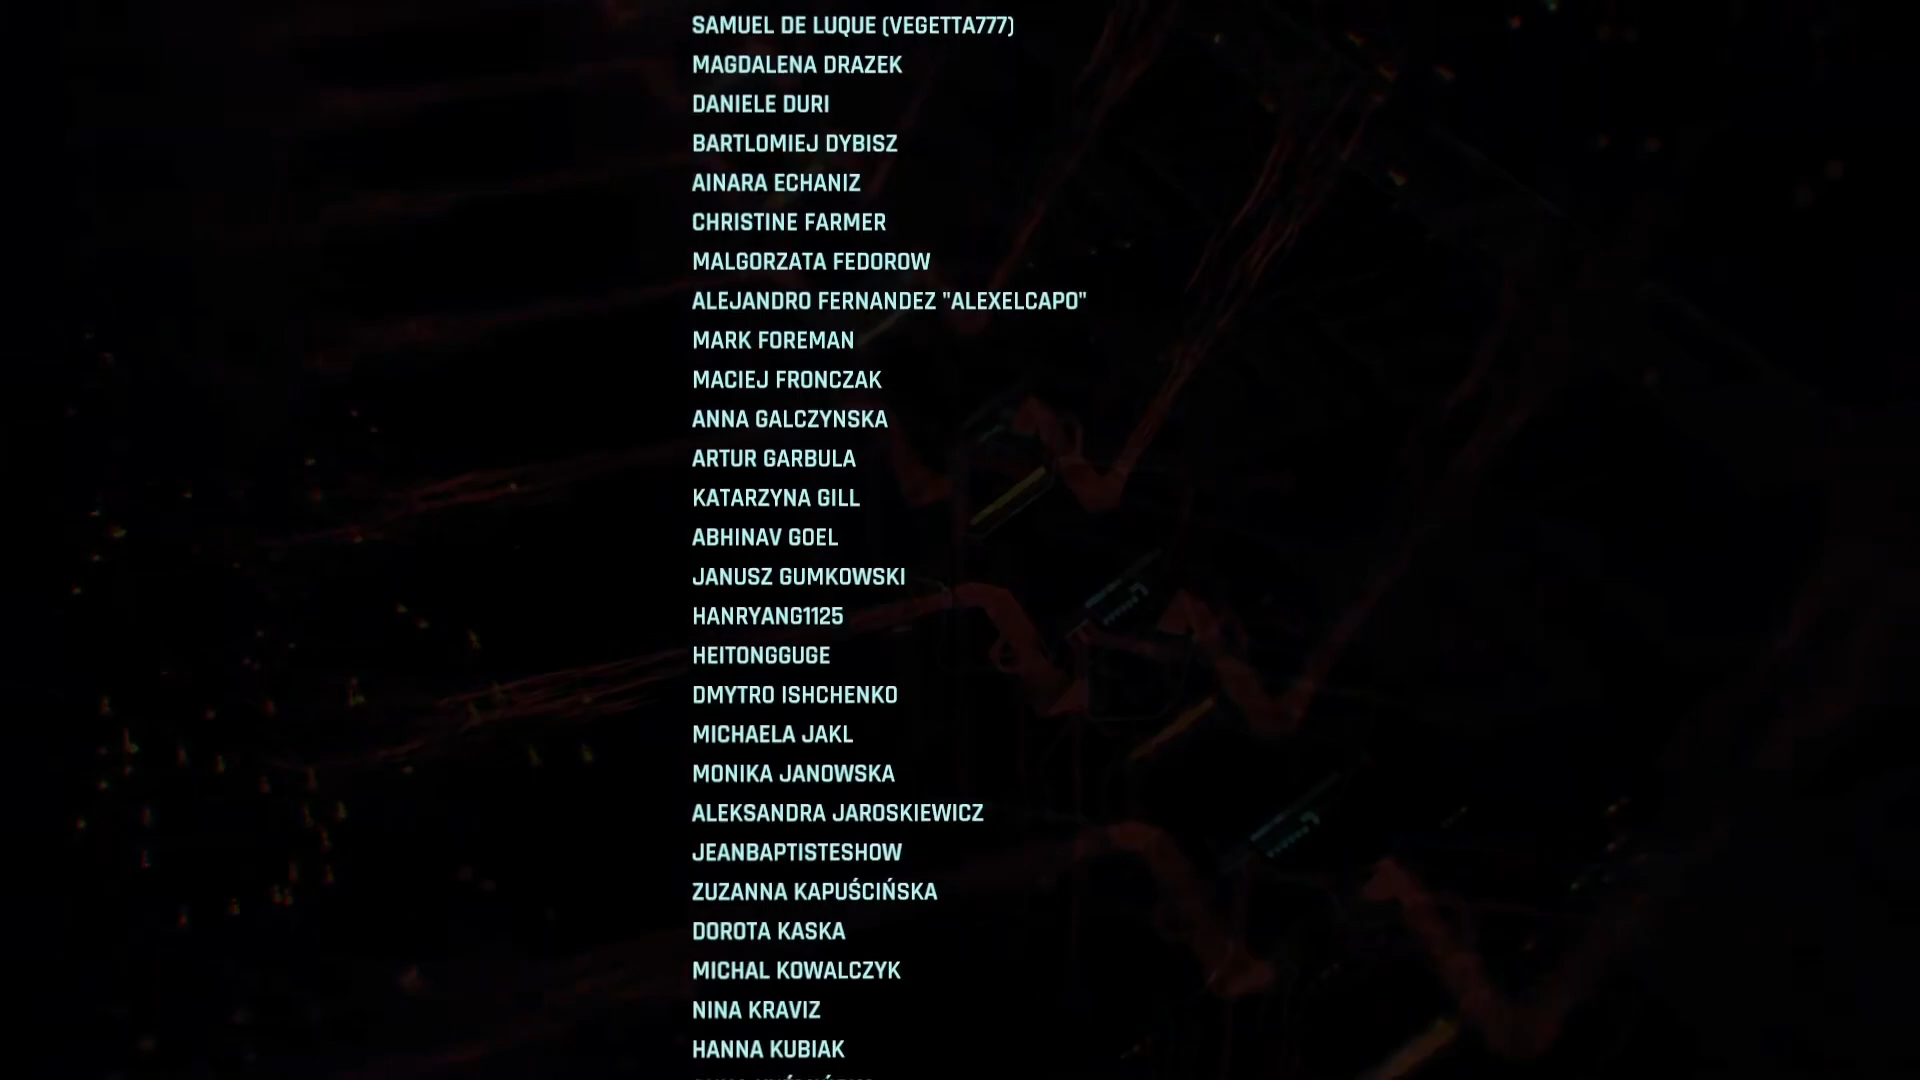 SAMUEL DE LUQUE (VEGETTA777)
MAGDALENA DRAZEK
DANIELE DURI
BARTLOMIEJ DYBISZ
AINARA ECHANIZ
CHRISTINE FARMER
MALGORZATA FEDOROW
ALEJANDRO FERNANDEZ "ALEXELCAPO"
MARK FOREMAN
MACIEJ FRONCZAK
ANNA GALCZYNSKA
ARTUR GARBULA
KATARZYNA GILL
ABHINAV GOEL
JANUSZ GUMKOWSKI
HANRYANG1125
HEITONGGUGE
DMYTRO ISHCHENKO
MICHAELA JAKL
MONIKA JANOWSKA
ALEKSANDRA JAROSKIEWICZ
JEANBAPTISTESHOW
ZUZANNA KAPUŚCIŃSKA
DOROTA KASKA
MICHAL KOWALCZYK
NINA KRAVIZ
HANNA KUBIAK